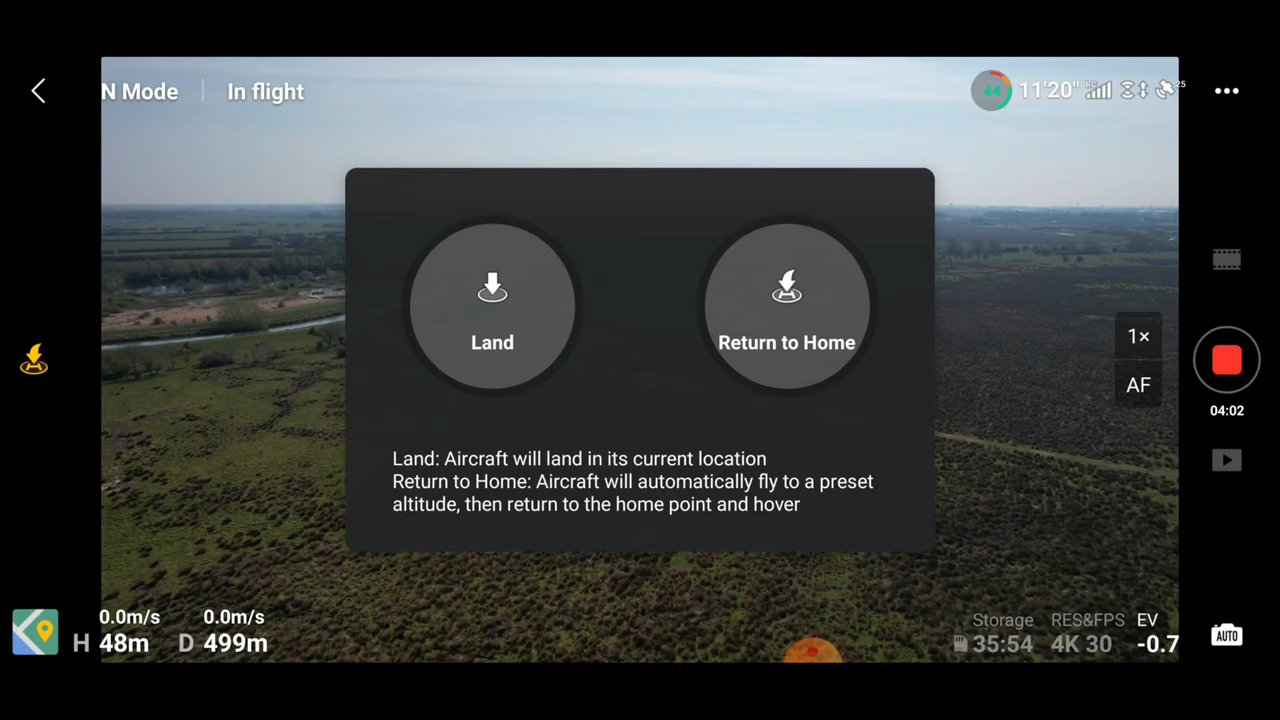 N Mode In flight 44 11'20" RC 25
Land Return to Home
1×
AF
04:02
Land: Aircraft will land in its current location
Return to Home: Aircraft will automatically fly to a preset
altitude, then return to the home point and hover
0.0m/s 0.0m/s Storage RES&FPS EV
H 48m D 499m 35:54 4K 30 -0.7
AUTO